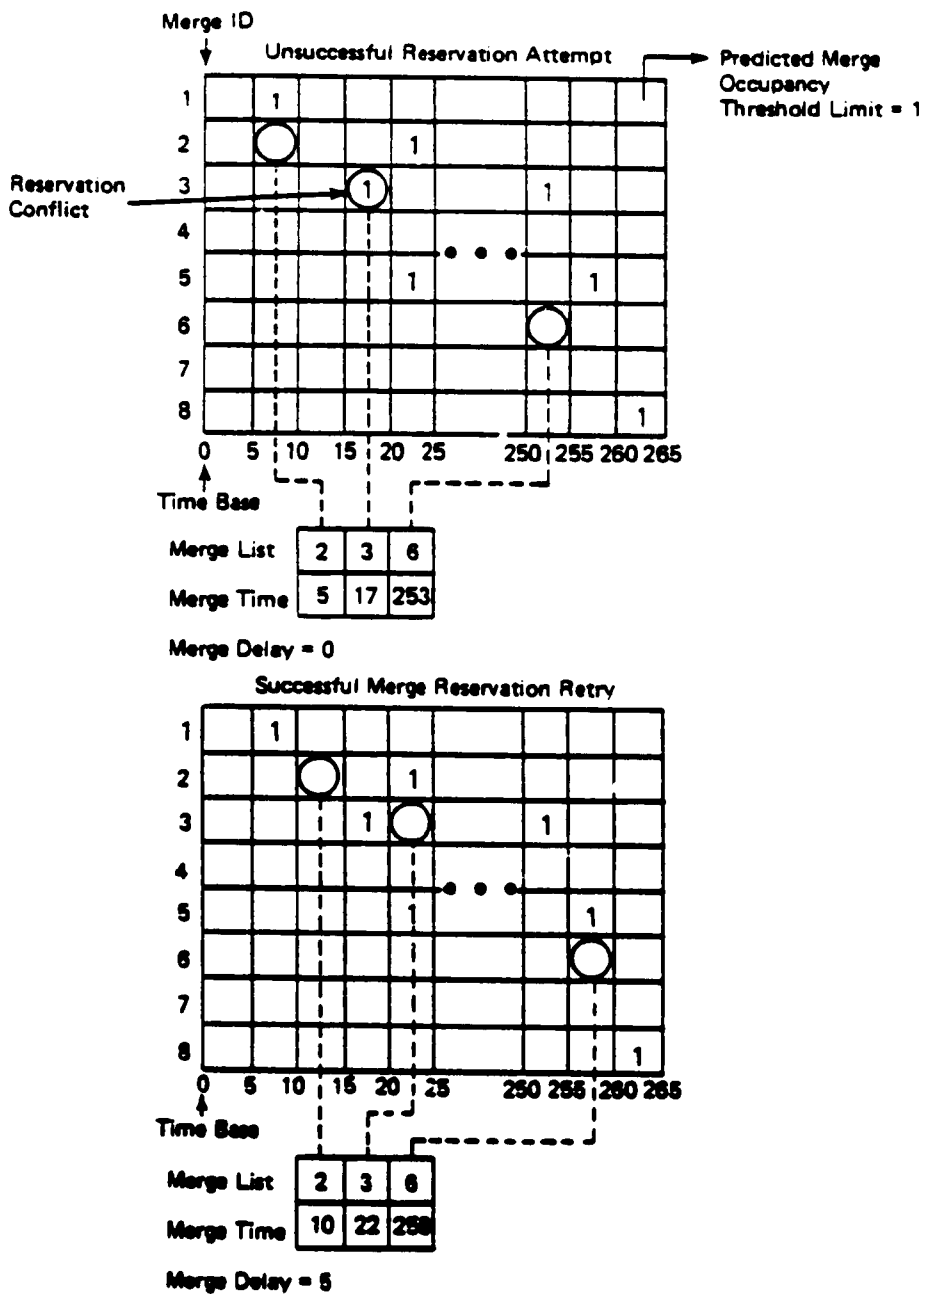 Merge ID
Unsuccessful Reservation Attempt
Predicted Merge
Occupancy
Threshold Limit = 1
1 1
2 1
Reservation
Conflict
3 1 1
4
5 1 1
6
7
8 1
0 5 10 15 20 25 250 255 260 265
Time Base
Merge List 2 3 6
Merge Time 5 17 253
Merge Delay = 0
Successful Merge Reservation Retry
1 1
2 1
3 1 1
4
5 1 1
6
7
8 1
0 5 10 15 20 25 250 255 260 265
Time Base
Merge List 2 3 6
Merge Time 10 22 258
Merge Delay = 5